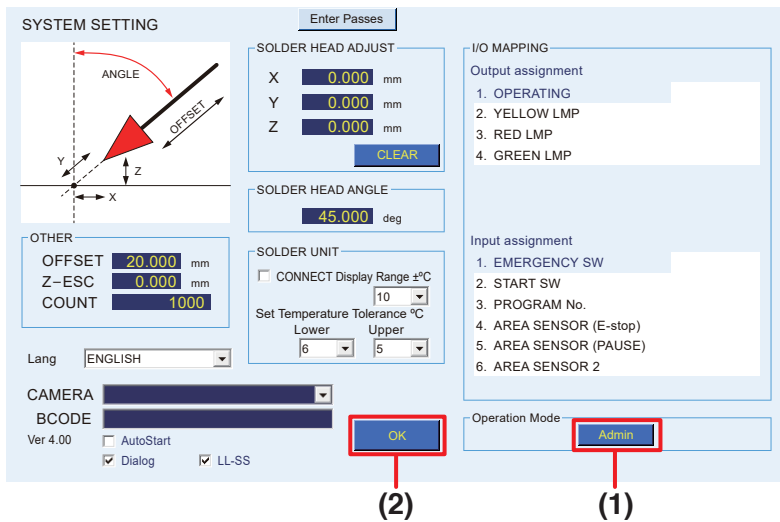 SYSTEM SETTING
Enter Passes
ANGLE
OFFSET
Y
Z
X
SOLDER HEAD ADJUST
X 0.000 mm
Y 0.000 mm
Z 0.000 mm
CLEAR
SOLDER HEAD ANGLE
45.000 deg
OTHER
OFFSET 20.000 mm
Z-ESC 0.000 mm
COUNT 1000
SOLDER UNIT
CONNECT Display Range ±ºC
10
Set Temperature Tolerance ºC
Lower Upper
6 5
Lang ENGLISH
CAMERA
BCODE
Ver 4.00 AutoStart
Dialog LL-SS
OK
I/O MAPPING
Output assignment
1. OPERATING
2. YELLOW LMP
3. RED LMP
4. GREEN LMP
Input assignment
1. EMERGENCY SW
2. START SW
3. PROGRAM No.
4. AREA SENSOR (E-stop)
5. AREA SENSOR (PAUSE)
6. AREA SENSOR 2
Operation Mode
Admin
(2) (1)